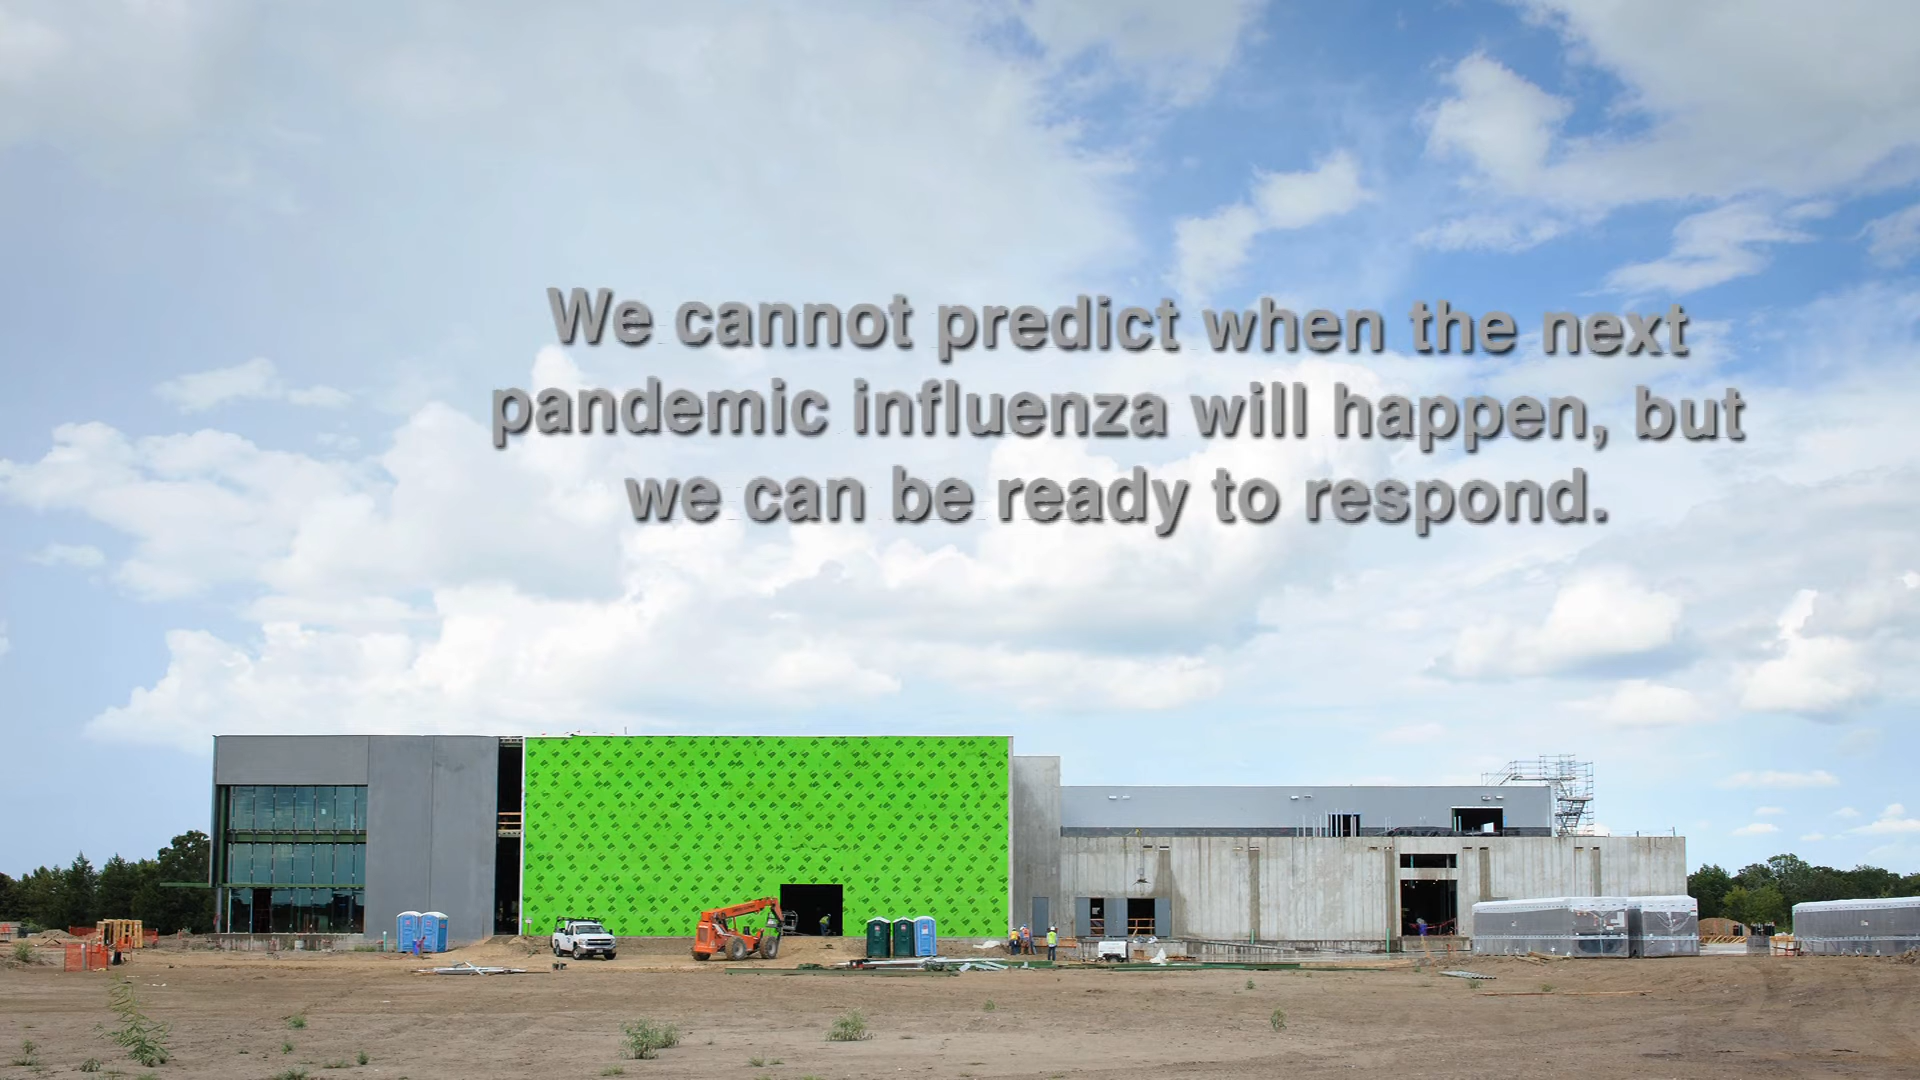 We cannot predict when the next
pandemic influenza will happen, but
we can be ready to respond.